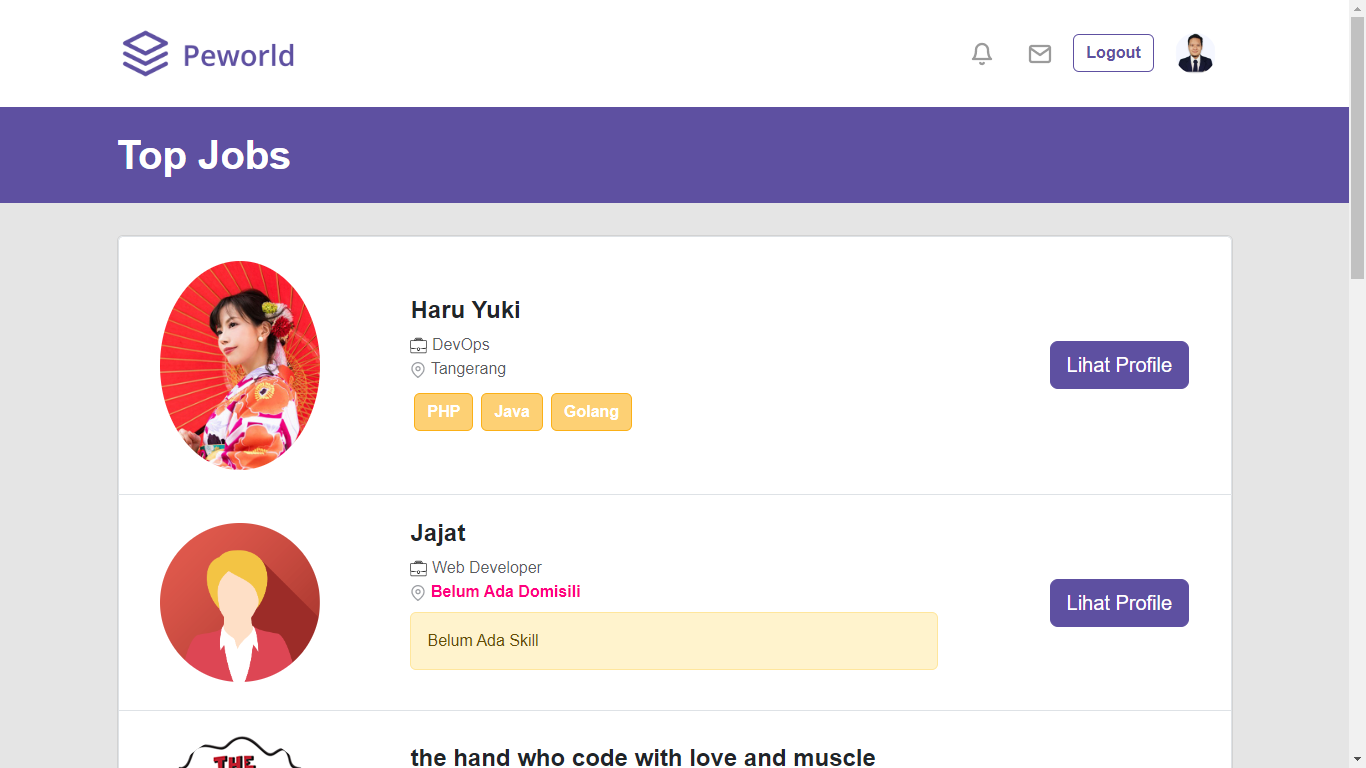 Peworld
Logout
Top Jobs
Haru Yuki
DevOps
Tangerang
PHP Java Golang
Lihat Profile
Jajat
Web Developer
Belum Ada Domisili
Belum Ada Skill
Lihat Profile
THE
the hand who code with love and muscle